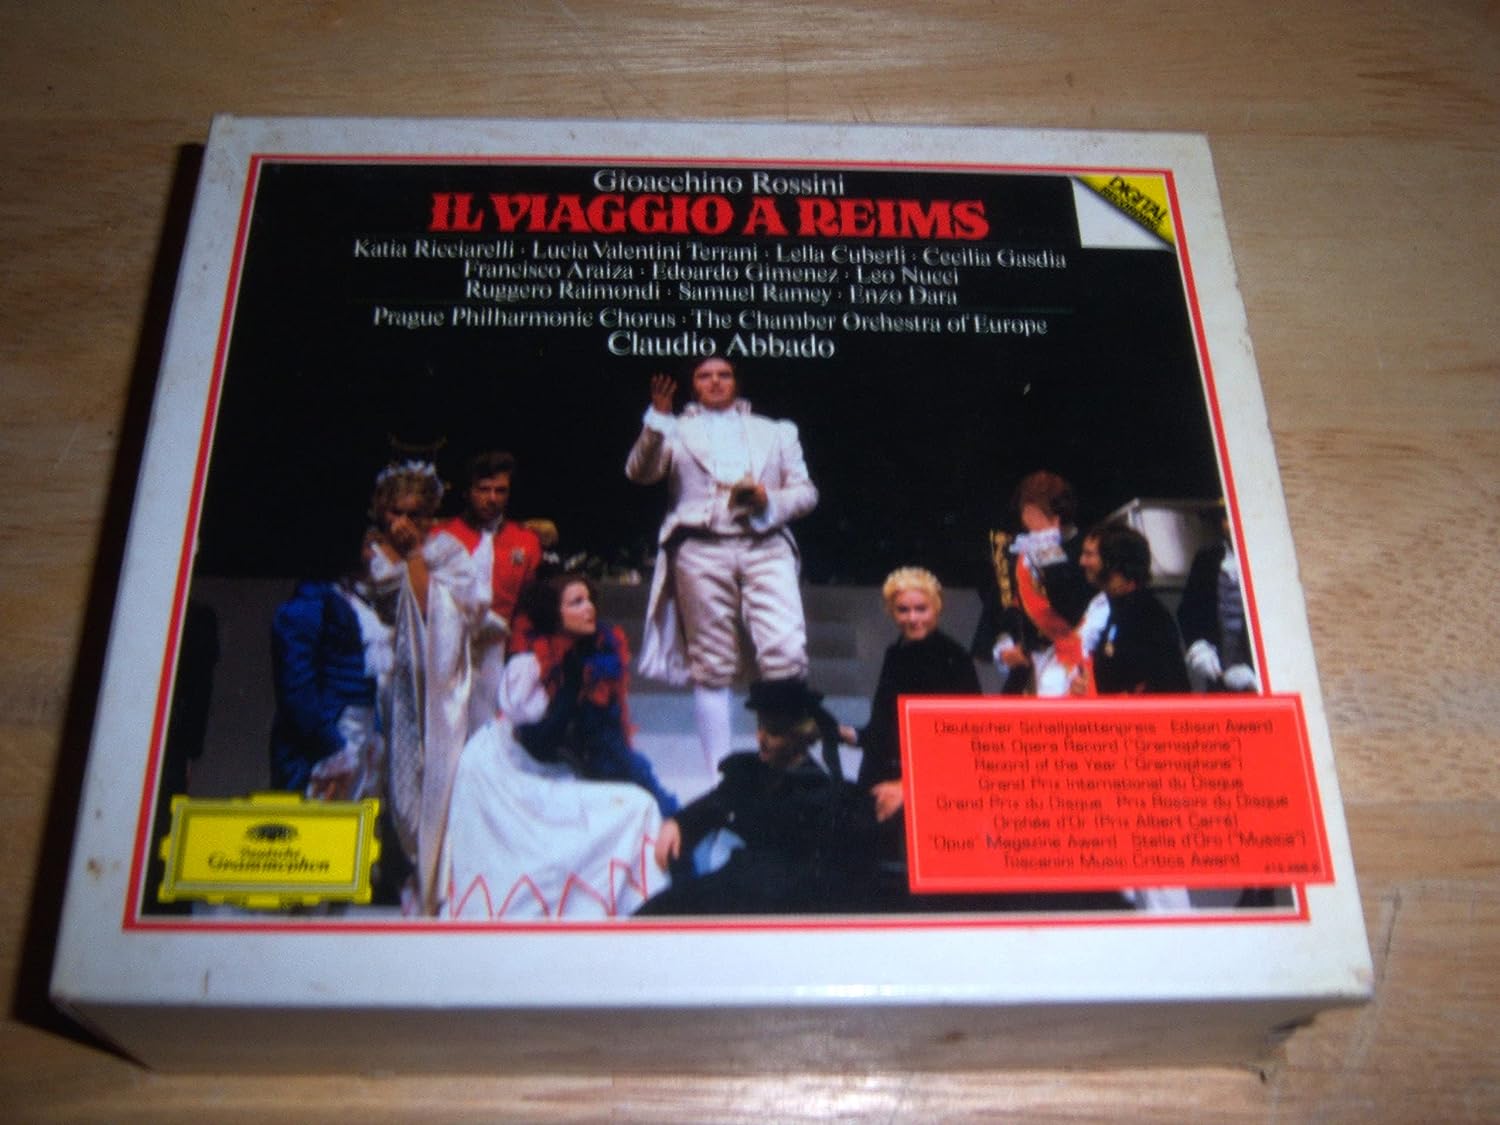 Gioacchino Rossini
IL VIAGGIO A REIMS
DIGITAL
RECORDING
Katia Ricciarelli · Lucia Valentini Terrani · Lella Cuberli · Cecilia Gasdia
Francisco Araiza · Edoardo Gimenez · Leo Nucci
Ruggero Raimondi · Samuel Ramey · Enzo Dara
Prague Philharmonic Chorus · The Chamber Orchestra of Europe
Claudio Abbado
Deutscher Schallplattenpreis Edison Award
Best Opera Record ("Gramophone")
Record of the Year ("Gramophone")
Grand Prix International du Disque
Grand Prix du Disque Prix Rossini du Disque
Orphée d'Or (Prix Albert Carré)
"Opus" Magazine Award Stella d'Oro ("Musica")
Toscanini Music Critics Award
Deutsche
Grammophon